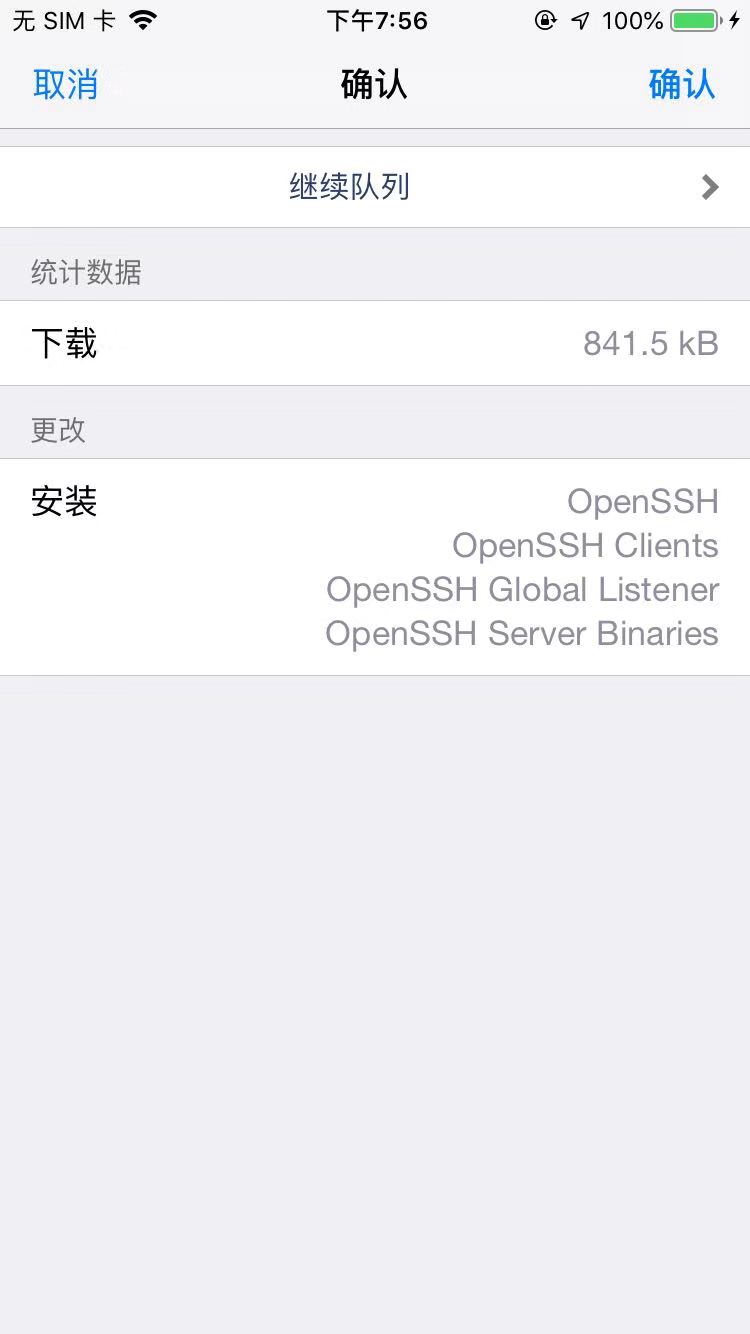 无 SIM 卡 下午7:56 100%
取消 确认 确认
继续队列
统计数据
下载 841.5 kB
更改
安装 OpenSSH
OpenSSH Clients
OpenSSH Global Listener
OpenSSH Server Binaries